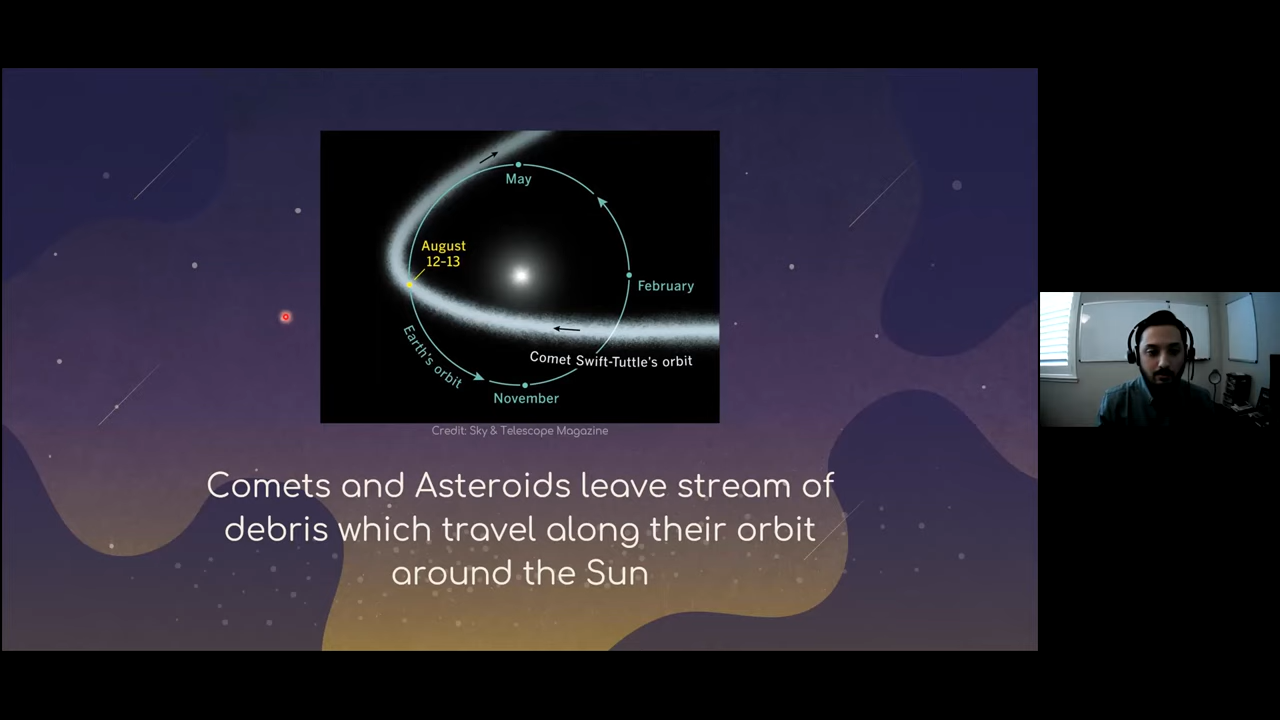 May
August
12-13
February
Earth's orbit
Comet Swift-Tuttle's orbit
November
Credit: Sky & Telescope Magazine
Comets and Asteroids leave stream of
debris which travel along their orbit
around the Sun